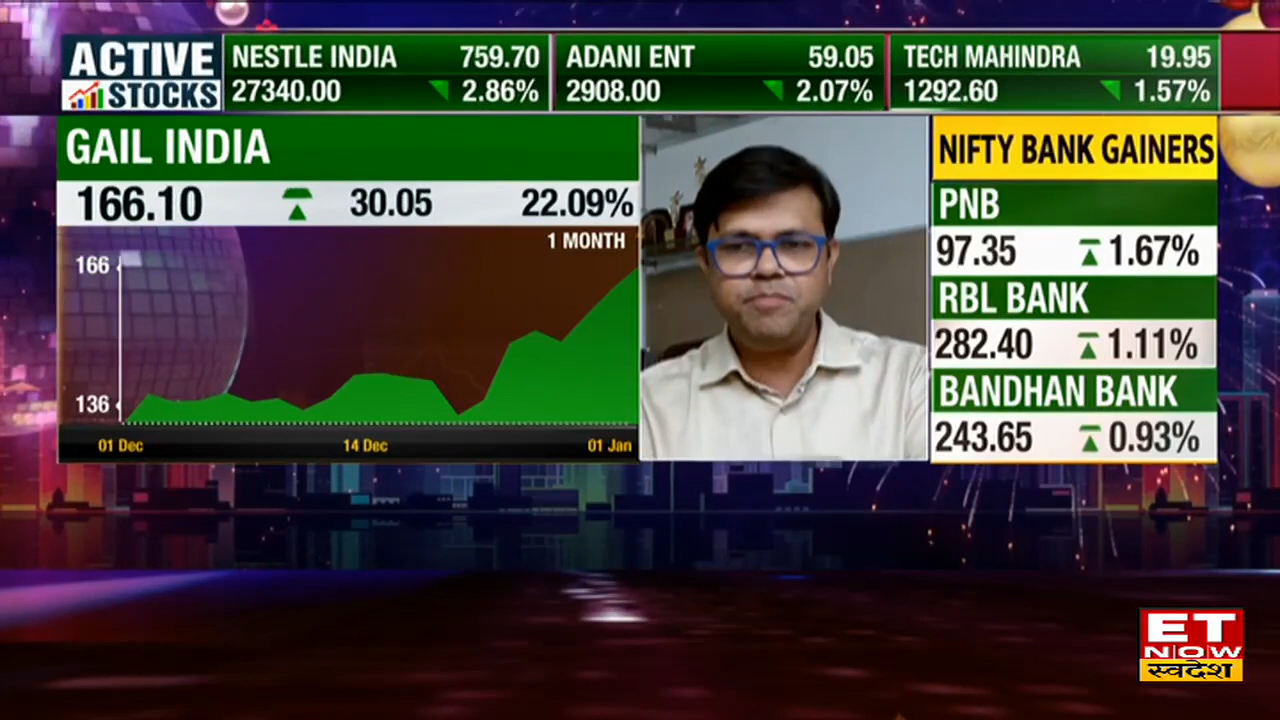 ACTIVE
STOCKS
NESTLE INDIA 759.70
27340.00 2.86%
ADANI ENT 59.05
2908.00 2.07%
TECH MAHINDRA 19.95
1292.60 1.57%
GAIL INDIA
166.10 30.05 22.09%
1 MONTH
166
136
01 Dec 14 Dec 01 Jan
NIFTY BANK GAINERS
PNB
97.35 1.67%
RBL BANK
282.40 1.11%
BANDHAN BANK
243.65 0.93%
ET
NOW
स्वदेश